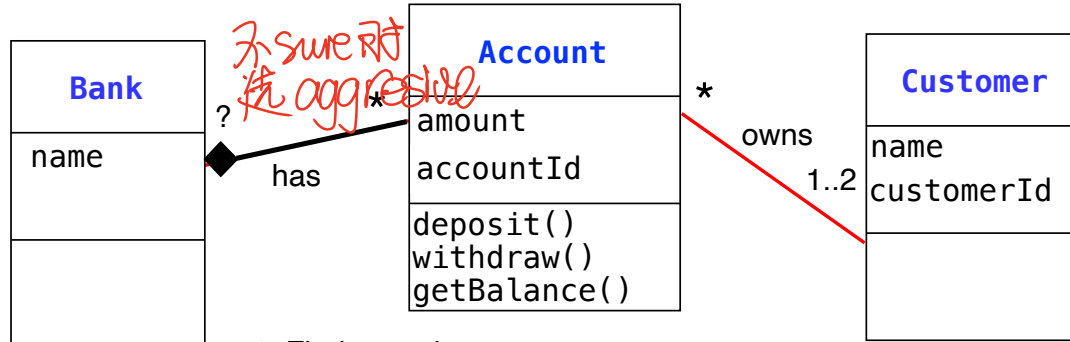 不sure时
选aggresive
Bank
name
?
*
has
Account
amount
accountId
deposit()
withdraw()
getBalance()
*
owns
1..2
Customer
name
customerId